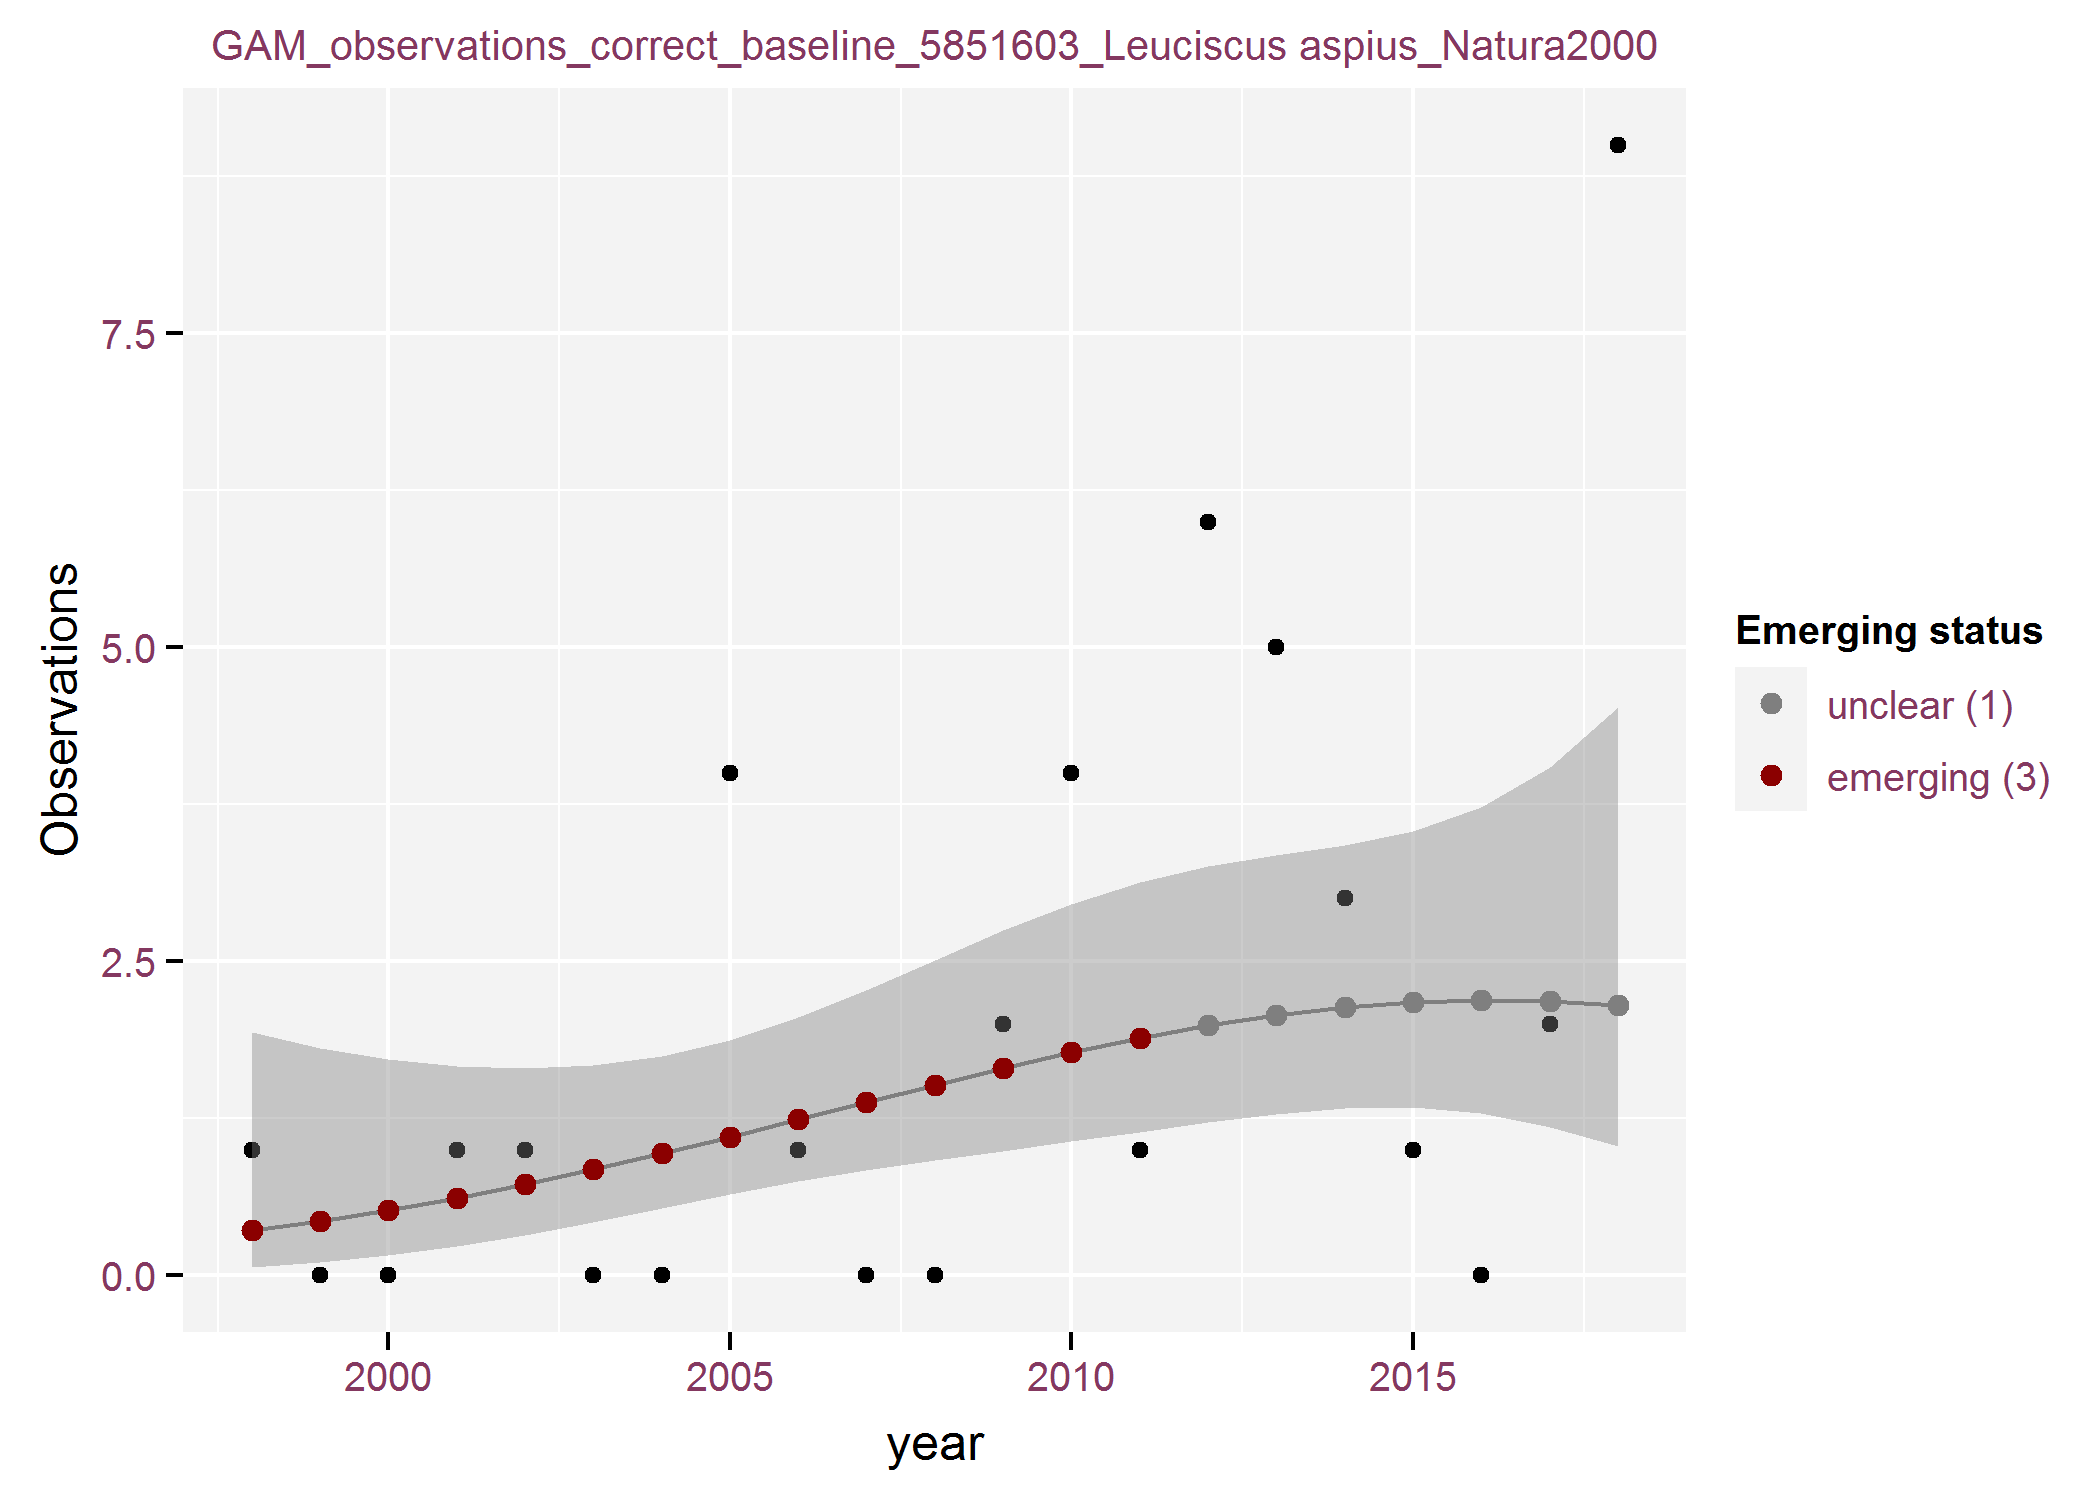 GAM_observations_correct_baseline_5851603_Leuciscus aspius_Natura2000
Observations
7.5
5.0
2.5
0.0
2000
2005
2010
2015
year
Emerging status
unclear (1)
emerging (3)